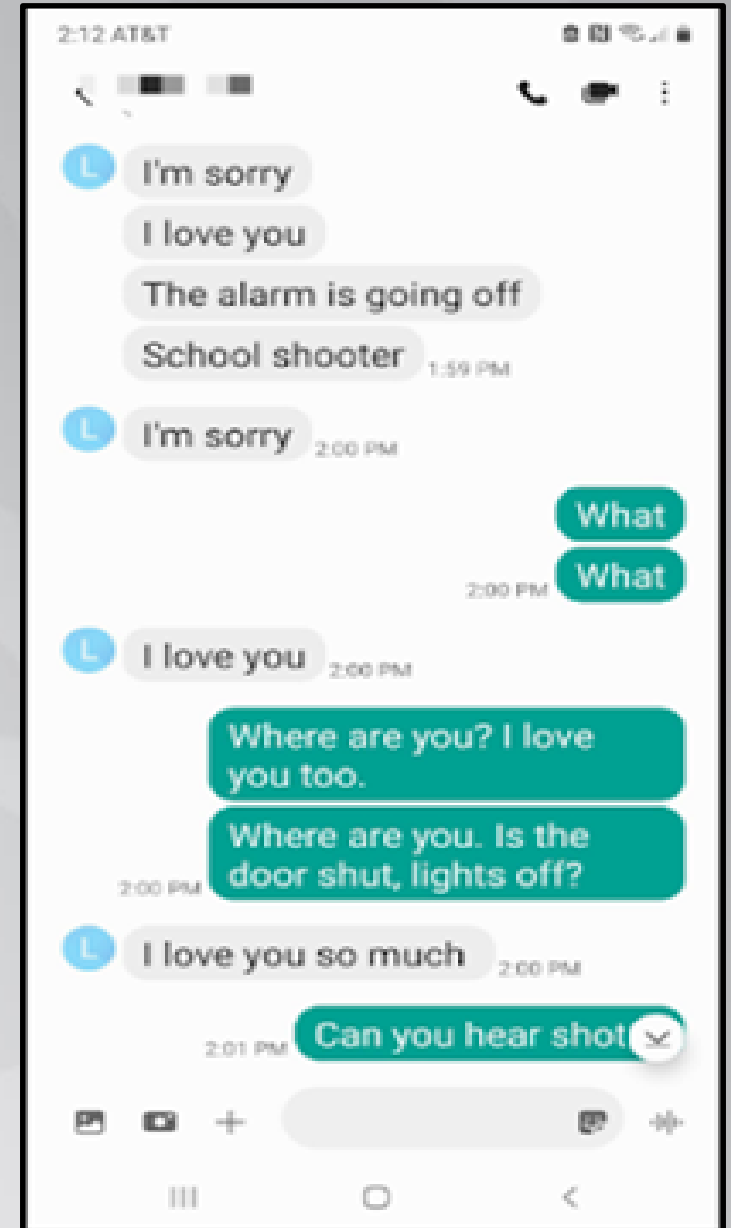 2:12 AT&T
L
I'm sorry
I love you
The alarm is going off
School shooter
1:59 PM
L
I'm sorry
2:00 PM
What
What
2:00 PM
L
I love you
2:00 PM
Where are you? I love
you too.
Where are you. Is the
door shut, lights off?
2:00 PM
L
I love you so much
2:00 PM
Can you hear shot
2:01 PM